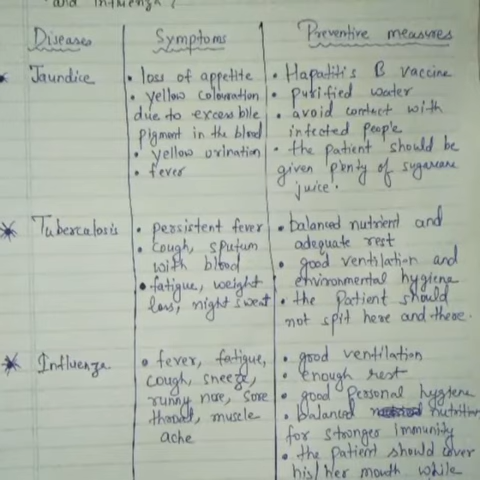 and influenza?
Diseases Symptoms Preventive measures
Jaundice • loss of appetite • Hapatitis B vaccine
• yellow colouration • purified water
due to excess bile • avoid contact with
pigment in the blood infected people
• yellow urination • the patient should be
• fever given plenty of sugarcane
juice.
Tubercalosis • persistent fever • balanced nutrient and
• cough, sputum adequate rest
with blood • good ventilation and
• fatigue, weight environmental hygiene
loss, night sweat • the patient should
not spit here and there.
Influenza • fever, fatigue, • good ventilation
cough, sneeze, • enough rest
runny nose, sore • good personal hygiene
throat, muscle • balanced nutrition
ache for stronger immunity
• the patient should cover
his/her mouth while